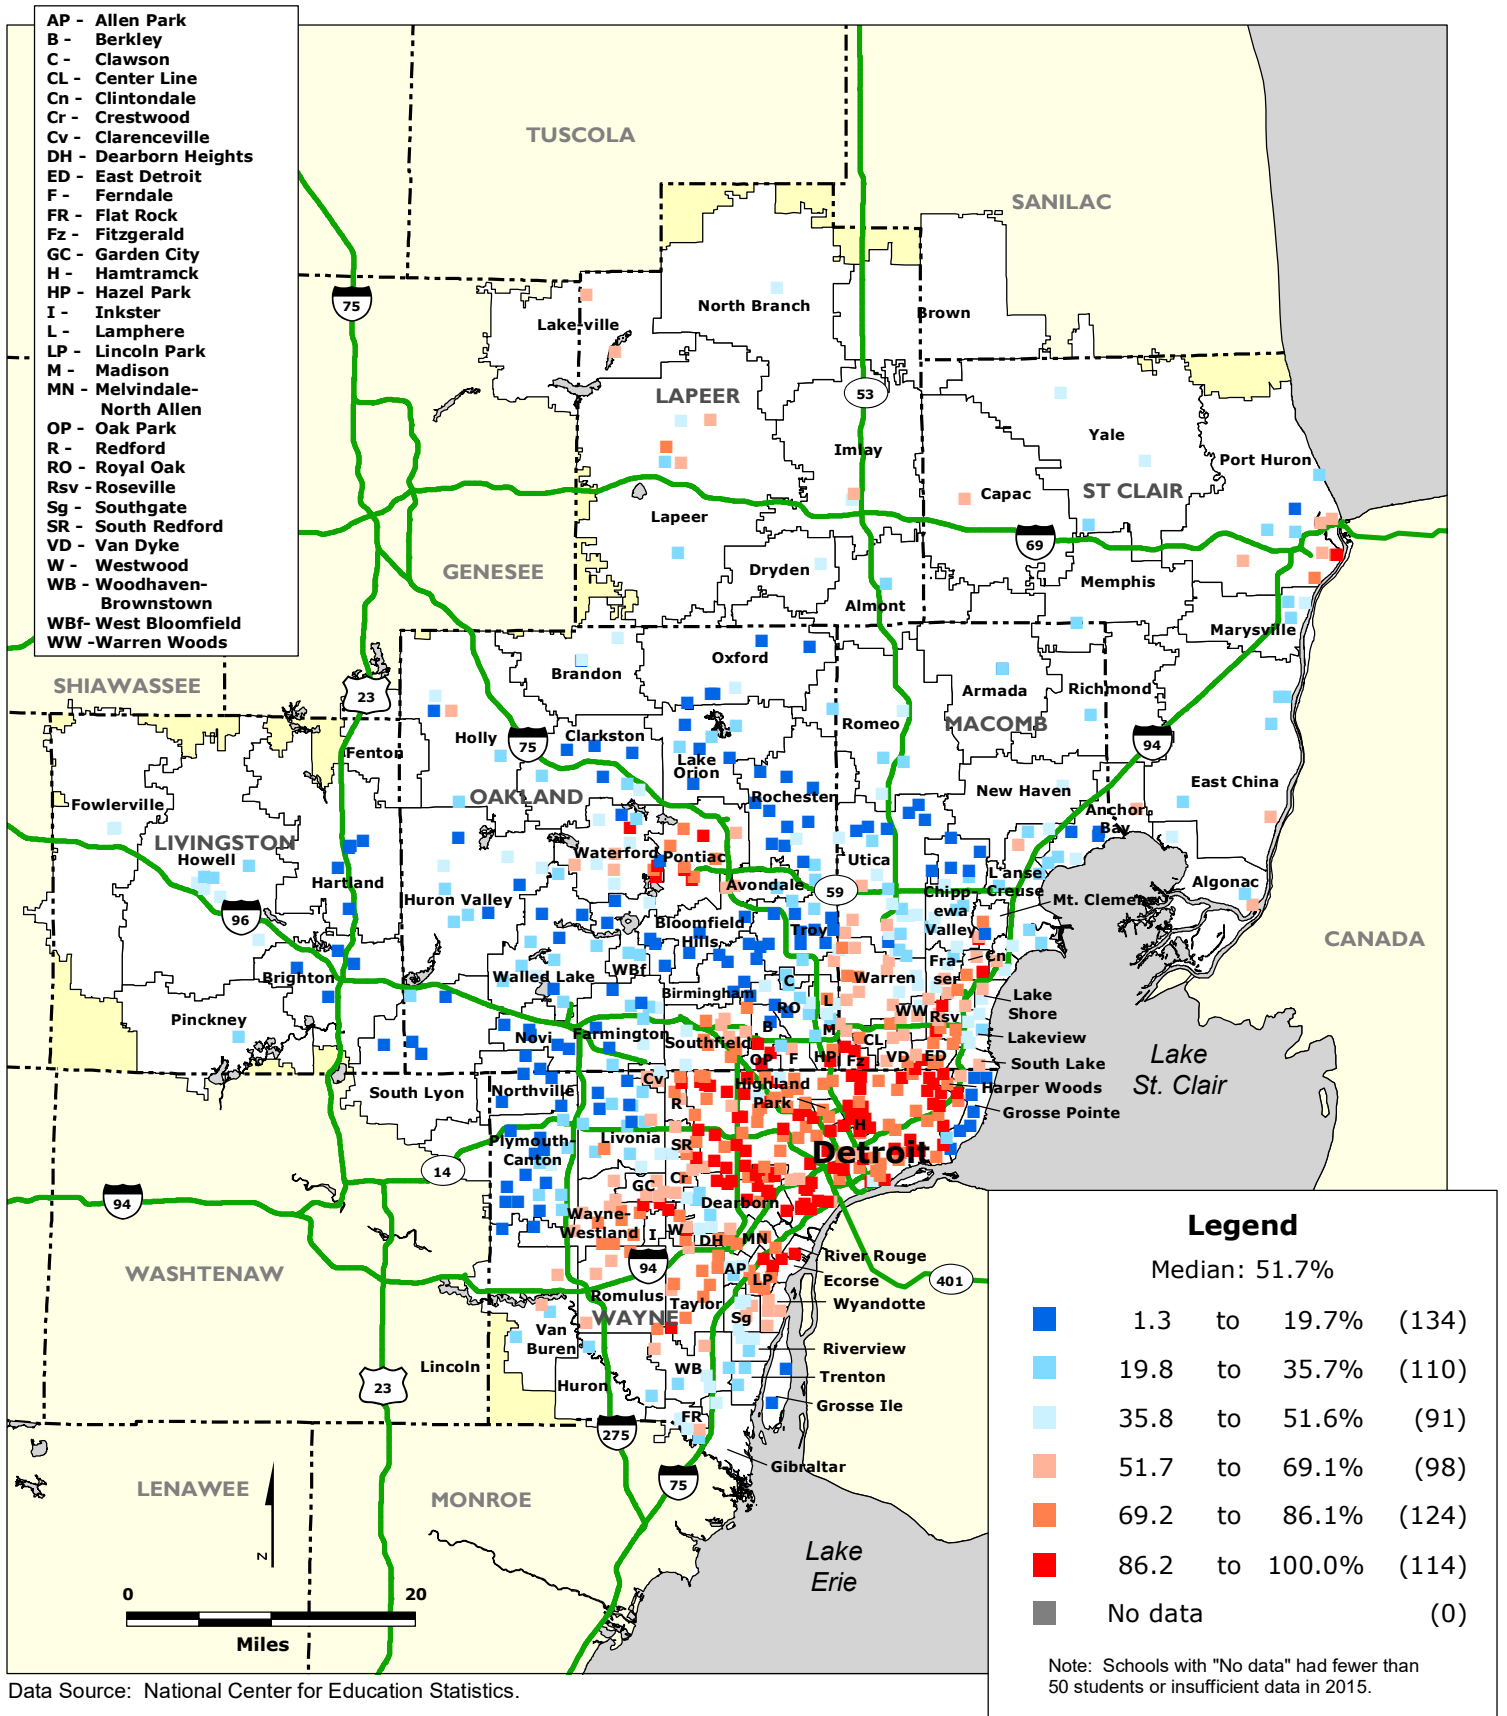 AP - Allen Park
B - Berkley
C - Clawson
CL - Center Line
Cn - Clintondale
Cr - Crestwood
Cv - Clarenceville
DH - Dearborn Heights
ED - East Detroit
F - Ferndale
FR - Flat Rock
Fz - Fitzgerald
GC - Garden City
H - Hamtramck
HP - Hazel Park
I - Inkster
L - Lamphere
LP - Lincoln Park
M - Madison
MN - Melvindale-
North Allen
OP - Oak Park
R - Redford
RO - Royal Oak
Rsv - Roseville
Sg - Southgate
SR - South Redford
VD - Van Dyke
W - Westwood
WB - Woodhaven-
Brownstown
WBf- West Bloomfield
WW -Warren Woods
TUSCOLA
SANILAC
75
North Branch
Brown
Lake-ville
LAPEER
53
Imlay
Yale
Port Huron
Capac
ST CLAIR
Lapeer
69
GENESEE
Dryden
Memphis
Almont
Marysville
Oxford
Brandon
SHIAWASSEE
23
Armada
Richmond
Romeo
MACOMB
Holly
75
Clarkston
94
Fenton
Lake
Orion
East China
Fowlerville
OAKLAND
Rochester
New Haven
Anchor
Bay
LIVINGSTON
Howell
Waterford
Pontiac
Utica
Hartland
Avondale
59
L'anse
Creuse
Algonac
Huron Valley
Chipp-
ewa
Valley
Mt. Clemens
96
Bloomfield
Hills
Troy
CANADA
Brighton
Walled Lake
WBf
C
Warren
Fra-
ser
Cn
Birmingham
L
Lake
Shore
Pinckney
RO
WW
Rsv
Novi
Farmington
Southfield
B
M
CL
Lakeview
OP
F
HP
Fz
VD
ED
South Lake
Lake
St. Clair
South Lyon
Northville
Cv
Highland
Park
Harper Woods
R
Grosse Pointe
H
Plymouth-
Canton
Livonia
SR
Detroit
14
Cr
GC
94
Dearborn
Wayne-
Westland
I
W
DH
MN
River Rouge
WASHTENAW
94
AP
LP
Ecorse
401
Romulus
Taylor
Wyandotte
WAYNE
Sg
Van
Buren
Riverview
Lincoln
WB
Trenton
23
Huron
Grosse Ile
FR
275
Gibraltar
75
LENAWEE
MONROE
Lake
Erie
N
0 20
Miles
Legend
Median: 51.7%
1.3 to 19.7% (134)
19.8 to 35.7% (110)
35.8 to 51.6% (91)
51.7 to 69.1% (98)
69.2 to 86.1% (124)
86.2 to 100.0% (114)
No data (0)
Note: Schools with "No data" had fewer than
50 students or insufficient data in 2015.
Data Source: National Center for Education Statistics.